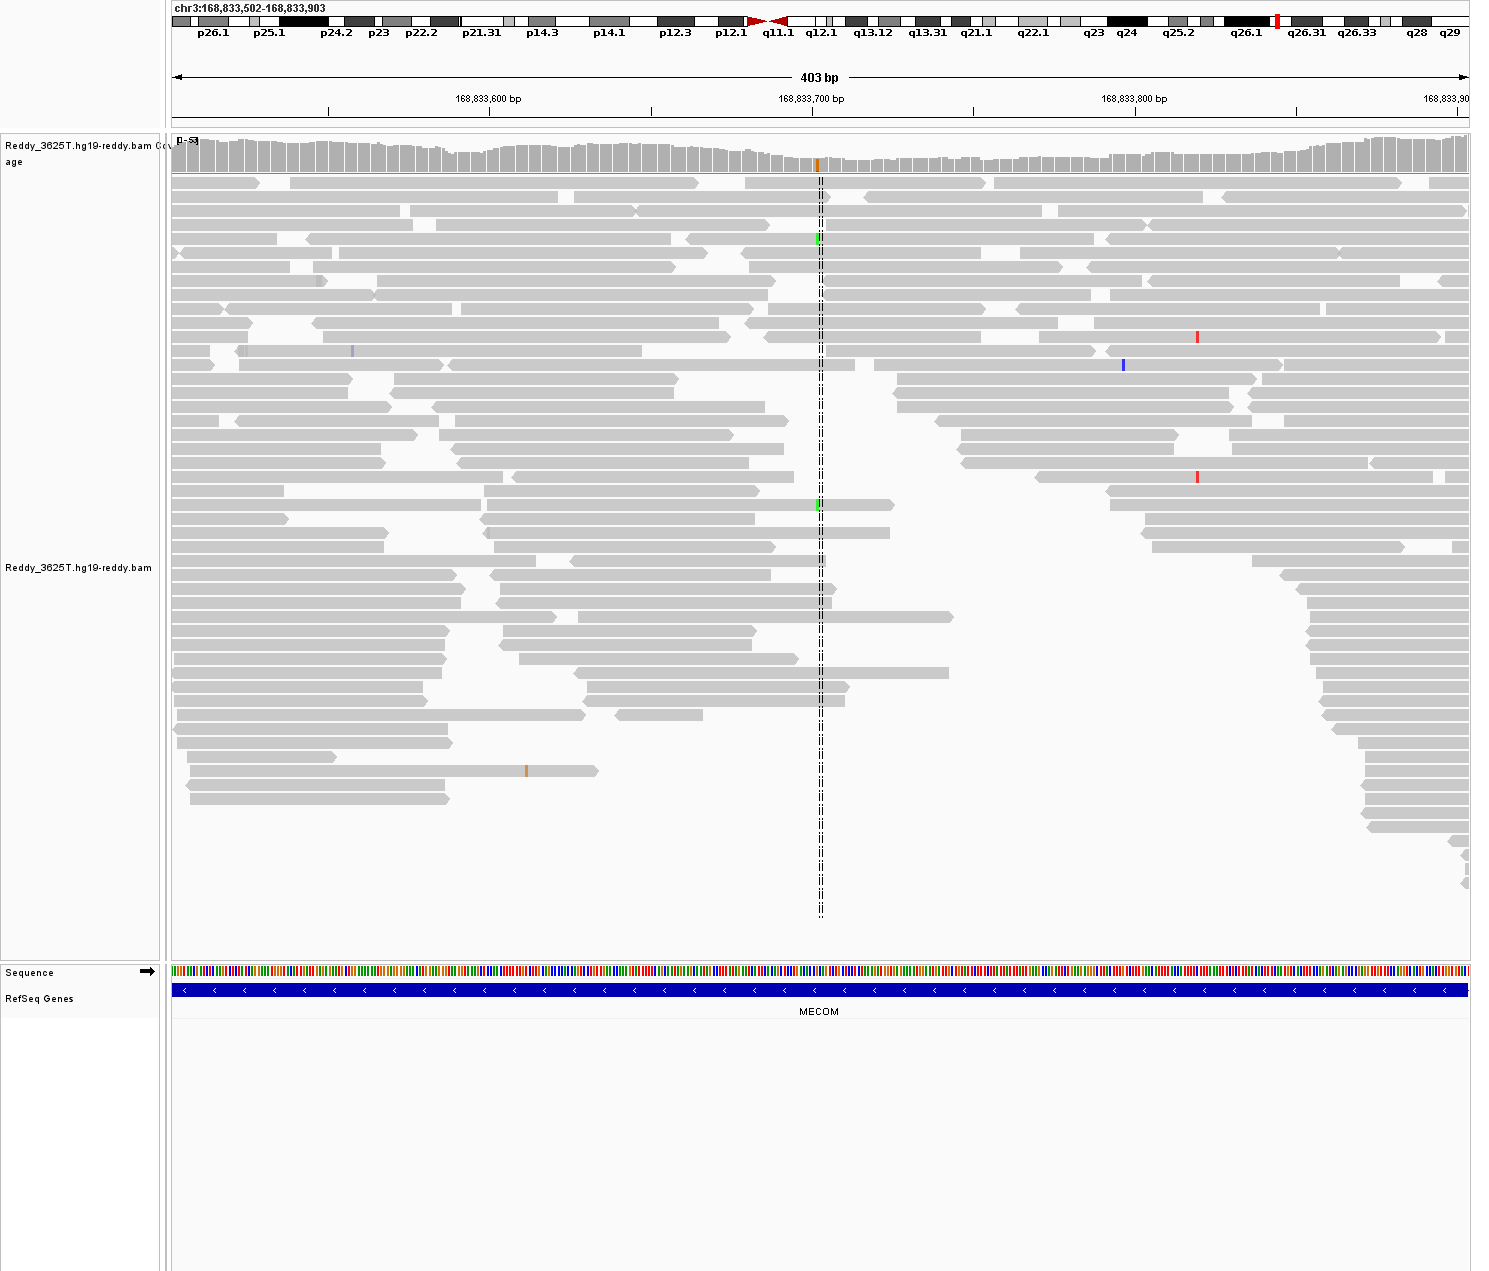 chr3:168,833,502-168,833,903
p26.1 p25.1 p24.2 p23 p22.2 p21.31 p14.3 p14.1 p12.3 p12.1 q11.1 q12.1 q13.12 q13.31 q21.1 q22.1 q23 q24 q25.2 q26.1 q26.31 q26.33 q28 q29
403 bp
168,833,600 bp 168,833,700 bp 168,833,800 bp 168,833,90
Reddy_3625T.hg19-reddy.bam Cov
age
Reddy_3625T.hg19-reddy.bam
Sequence
RefSeq Genes
MECOM